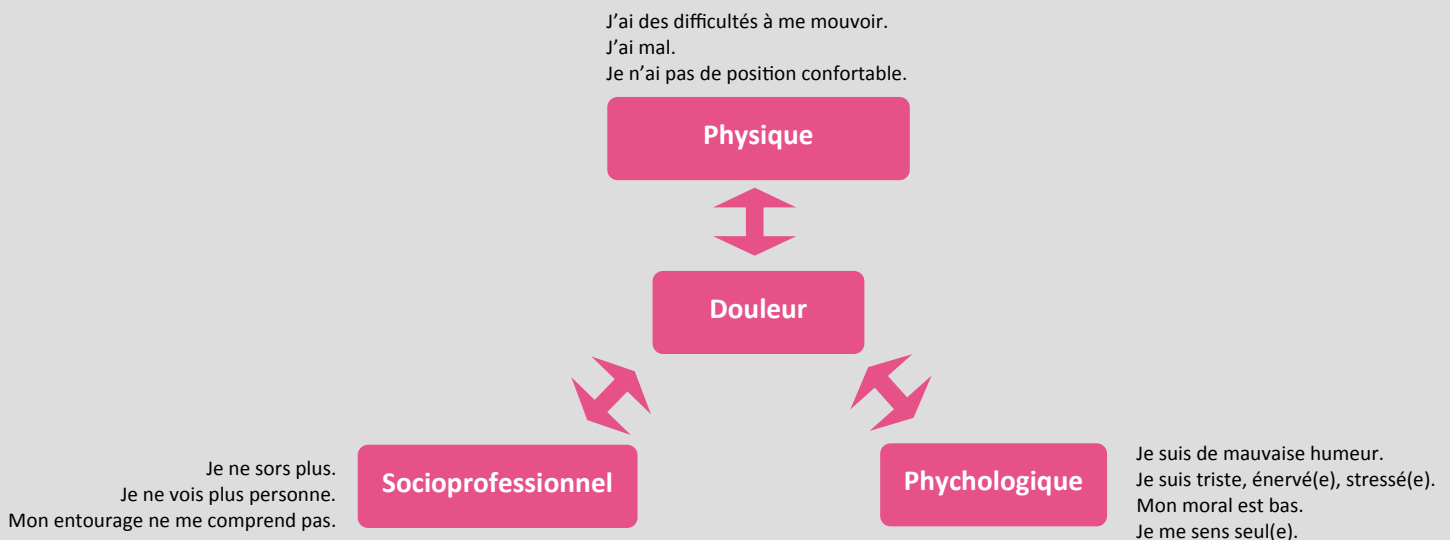 J'ai des difficultés à me mouvoir.
J'ai mal.
Je n'ai pas de position confortable.
Physique
Douleur
Socioprofessionnel
Je ne sors plus.
Je ne vois plus personne.
Mon entourage ne me comprend pas.
Phychologique
Je suis de mauvaise humeur.
Je suis triste, énervé(e), stressé(e).
Mon moral est bas.
Je me sens seul(e).